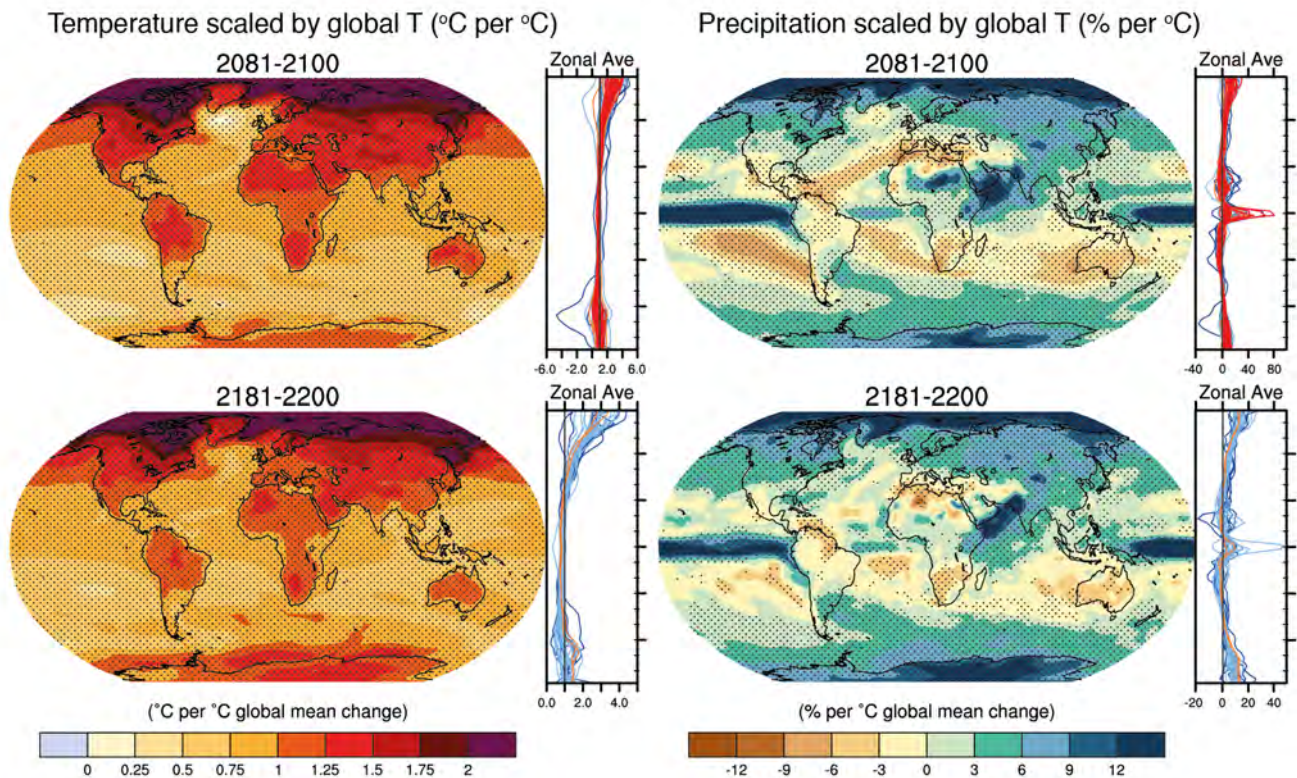 Temperature scaled by global T (°C per °C)
Precipitation scaled by global T (% per °C)
2081-2100
Zonal Ave
2081-2100
Zonal Ave
-6.0 -2.0 2.0 6.0
-40 0 40 80
2181-2200
Zonal Ave
2181-2200
Zonal Ave
0.0 2.0 4.0
-20 0 20 40
(°C per °C global mean change)
(% per °C global mean change)
0 0.25 0.5 0.75 1 1.25 1.5 1.75 2
-12 -9 -6 -3 0 3 6 9 12